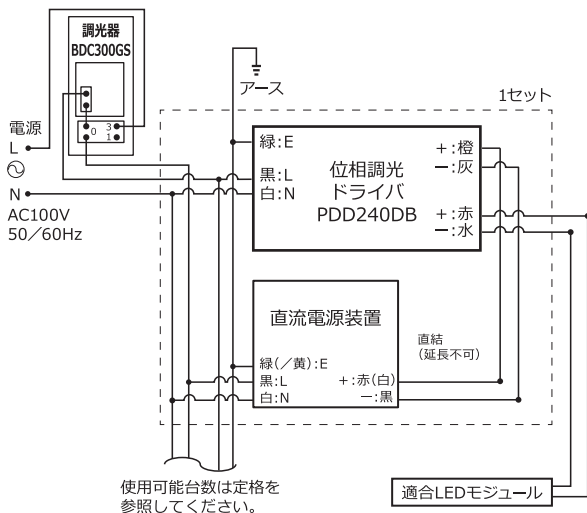 調光器
BDC300GS
0
3
1
電源
L
N
AC100V
50／60Hz
アース
1セット
緑:E
黒:L
白:N
位相調光
ドライバ
PDD240DB
＋:橙
－:灰
＋:赤
－:水
直流電源装置
緑(／黄):E
黒:L
白:N
＋:赤(白)
－:黒
直結
(延長不可)
使用可能台数は定格を
参照してください。
適合LEDモジュール